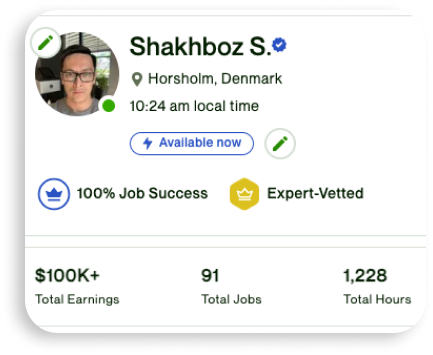 Shakhboz S.
Horsholm, Denmark
10:24 am local time
Available now
100% Job Success
Expert-Vetted
$100K+ 91 1,228
Total Earnings Total Jobs Total Hours